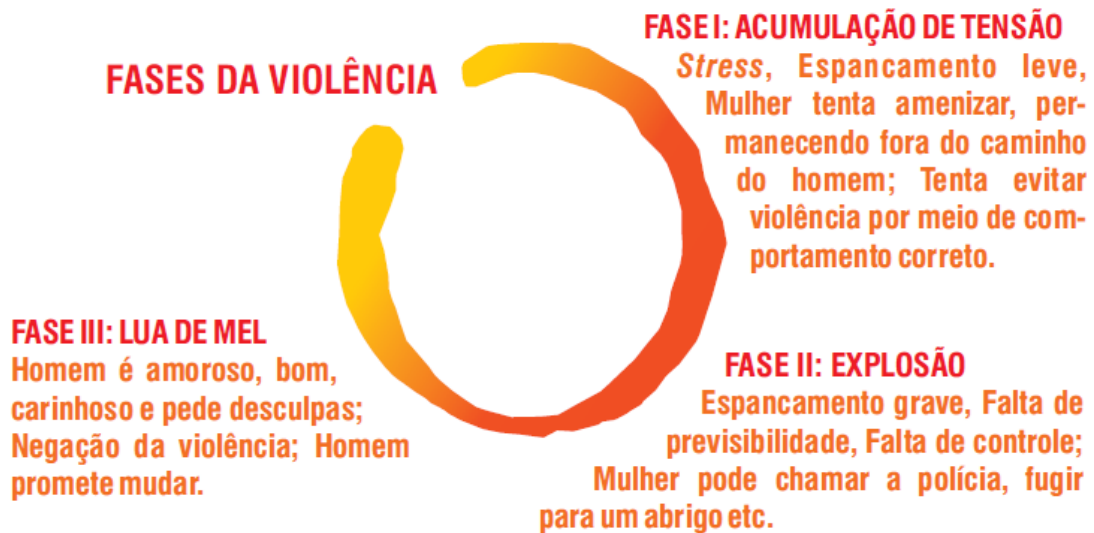 FASES DA VIOLÊNCIA
FASE I: ACUMULAÇÃO DE TENSÃO
Stress, Espancamento leve,
Mulher tenta amenizar, per-
manecendo fora do caminho
do homem; Tenta evitar
violência por meio de com-
portamento correto.
FASE II: EXPLOSÃO
Espancamento grave, Falta de
previsibilidade, Falta de controle;
Mulher pode chamar a polícia, fugir
para um abrigo etc.
FASE III: LUA DE MEL
Homem é amoroso, bom,
carinhoso e pede desculpas;
Negação da violência; Homem
promete mudar.